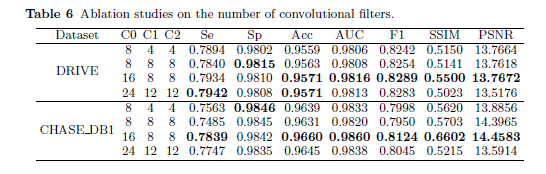 Table 6 Ablation studies on the number of convolutional filters.
Dataset C0 C1 C2 Se Sp Acc AUC F1 SSIM PSNR
8 4 4 0.7894 0.9802 0.9559 0.9806 0.8242 0.5150 13.7664
DRIVE
8 8 8 0.7840 0.9815 0.9563 0.9808 0.8254 0.5141 13.7618
16 8 8 0.7934 0.9810 0.9571 0.9816 0.8289 0.5500 13.7672
24 12 12 0.7942 0.9808 0.9571 0.9813 0.8283 0.5023 13.5176
8 4 4 0.7563 0.9846 0.9639 0.9833 0.7998 0.5620 13.8856
CHASE_DB1
8 8 8 0.7485 0.9845 0.9631 0.9820 0.7950 0.5703 14.3965
16 8 8 0.7839 0.9842 0.9660 0.9860 0.8124 0.6602 14.4583
24 12 12 0.7747 0.9835 0.9645 0.9838 0.8045 0.5215 13.5914